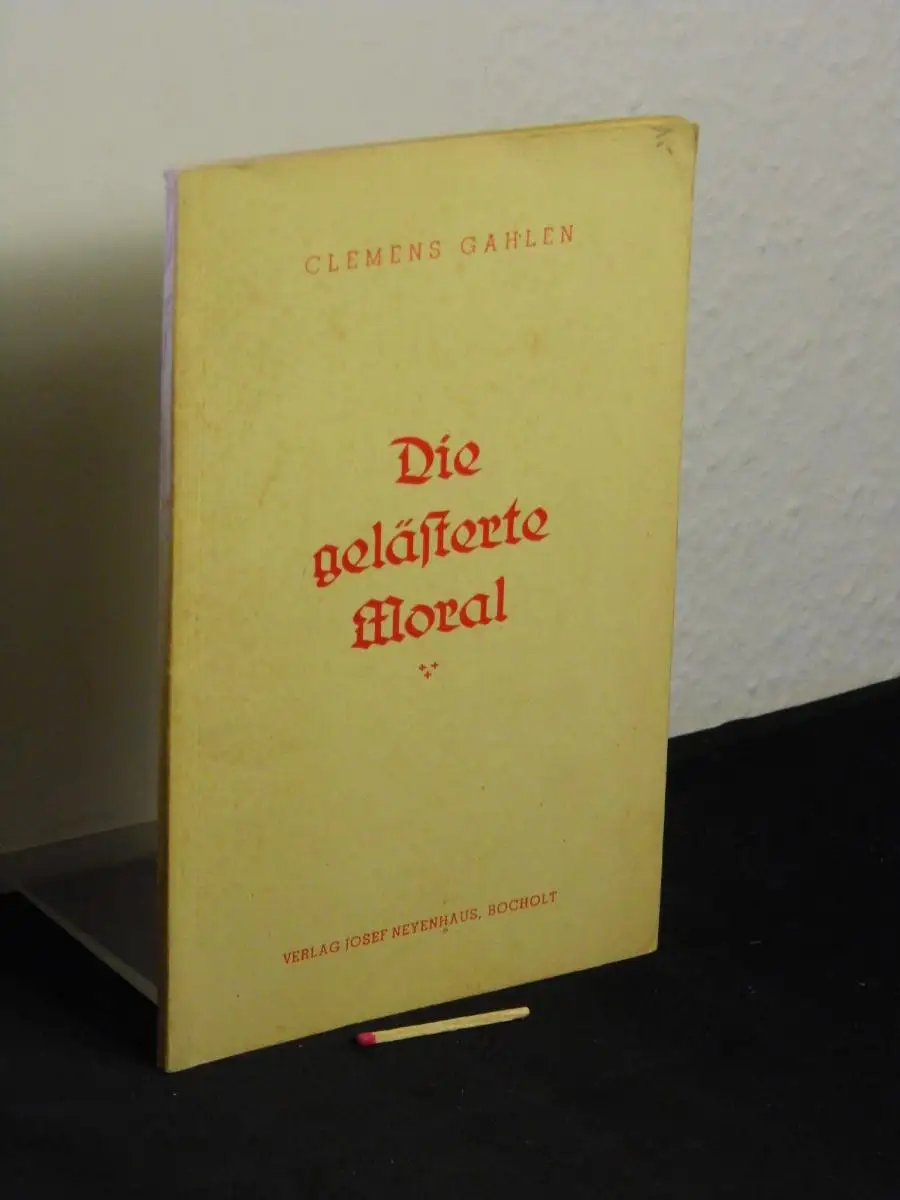 CLEMENS GAHLEN
Die
geläſterte
Moral
VERLAG JOSEF NEYENHAUS, BOCHOLT